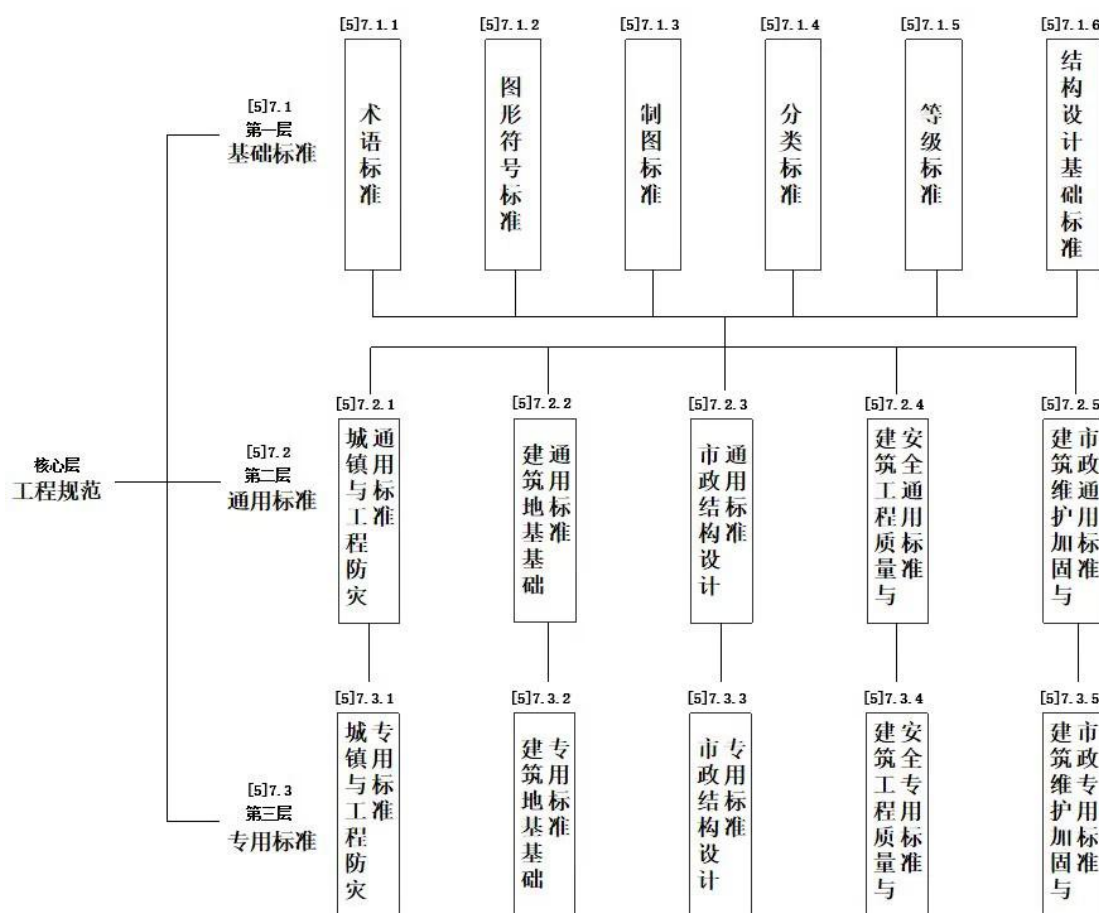 [5]7.1.1
[5]7.1.2
[5]7.1.3
[5]7.1.4
[5]7.1.5
[5]7.1.6
[5]7.1
第一层
基础标准
术语标准
图形符号标准
制图标准
分类标准
等级标准
结构设计基础标准
核心层
工程规范
[5]7.2
第二层
通用标准
[5]7.2.1
[5]7.2.2
[5]7.2.3
[5]7.2.4
[5]7.2.5
城镇与工程防灾
通用标准
建筑地基基础
通用标准
市政结构设计
通用标准
建筑工程质量与
安全通用标准
建筑维护加固与
市政通用标准
[5]7.3
第三层
专用标准
[5]7.3.1
[5]7.3.2
[5]7.3.3
[5]7.3.4
[5]7.3.5
城镇与工程防灾
专用标准
建筑地基基础
专用标准
市政结构设计
专用标准
建筑工程质量与
安全专用标准
建筑维护加固与
市政专用标准